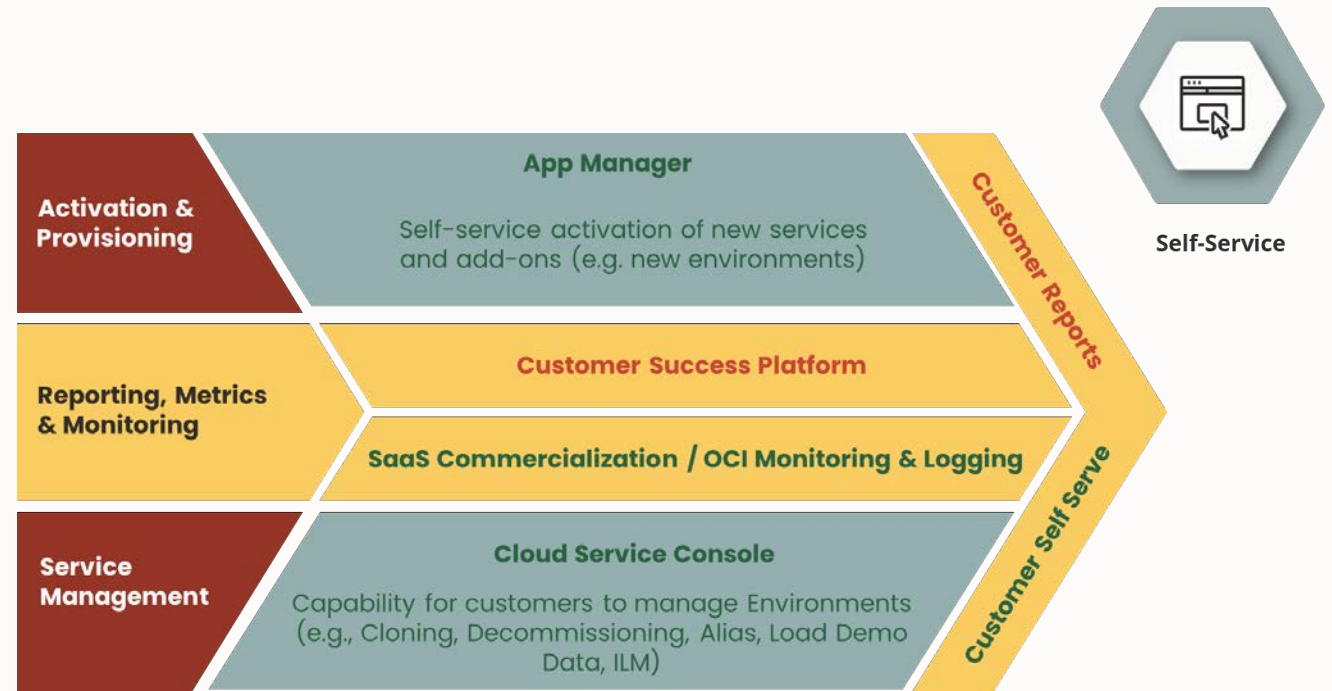 Self-Service
Activation &
Provisioning
App Manager
Self-service activation of new services
and add-ons (e.g. new environments)
Customer Reports
Reporting, Metrics
& Monitoring
Customer Success Platform
SaaS Commercialization / OCI Monitoring & Logging
Customer Self Serve
Service
Management
Cloud Service Console
Capability for customers to manage Environments
(e.g., Cloning, Decommissioning, Alias, Load Demo
Data, ILM)